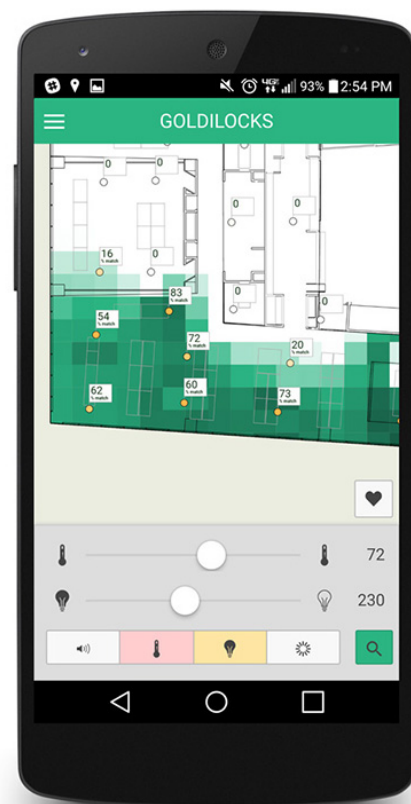 93% 2:54 PM
GOLDILOCKS
0 0
0 0
16
% match
0
83
% match
0 0
54
% match
72
% match
20
% match
62
% match
60
% match
73
% match
72
230